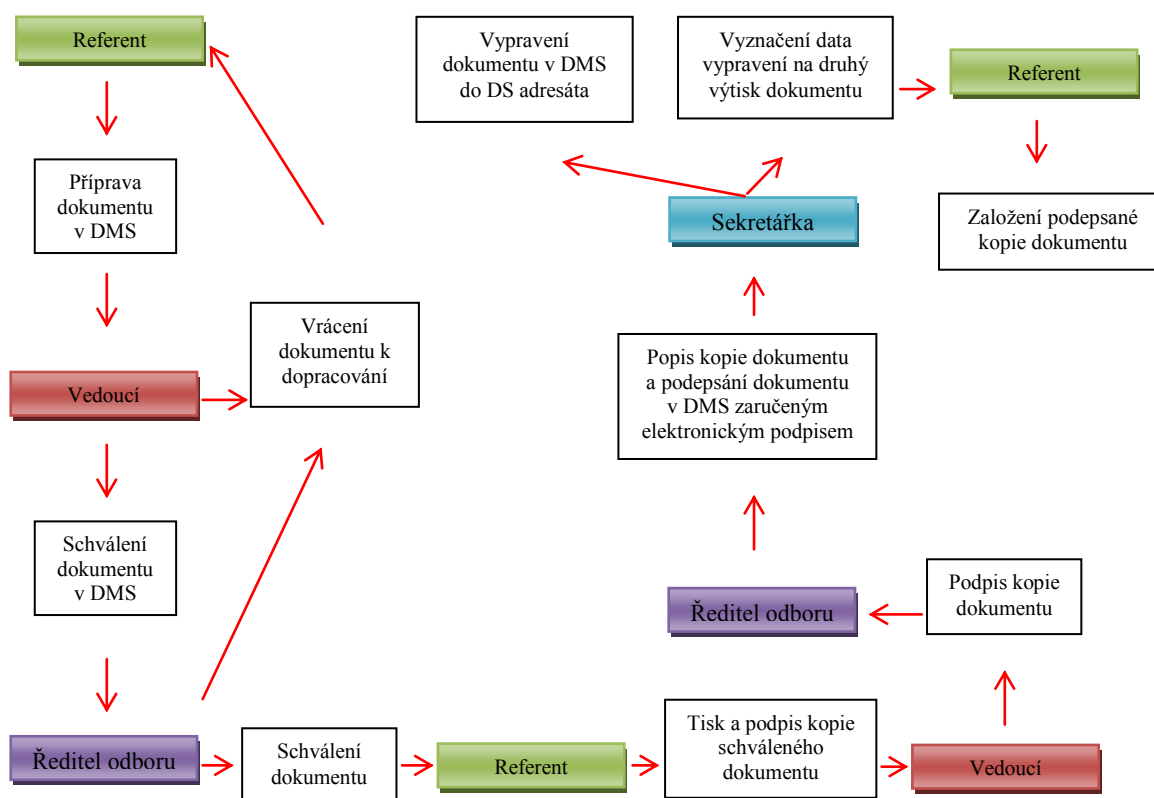 Referent
Příprava
dokumentu
v DMS
Vedoucí
Vrácení
dokumentu k
dopracování
Schválení
dokumentu
v DMS
Ředitel odboru
Schválení
dokumentu
Referent
Tisk a podpis kopie
schváleného
dokumentu
Vedoucí
Podpis kopie
dokumentu
Ředitel odboru
Popis kopie dokumentu
a podepsání dokumentu
v DMS zaručeným
elektronickým podpisem
Sekretářka
Vypravení
dokumentu v DMS
do DS adresáta
Vyznačení data
vypravení na druhý
výtisk dokumentu
Referent
Založení podepsané
kopie dokumentu